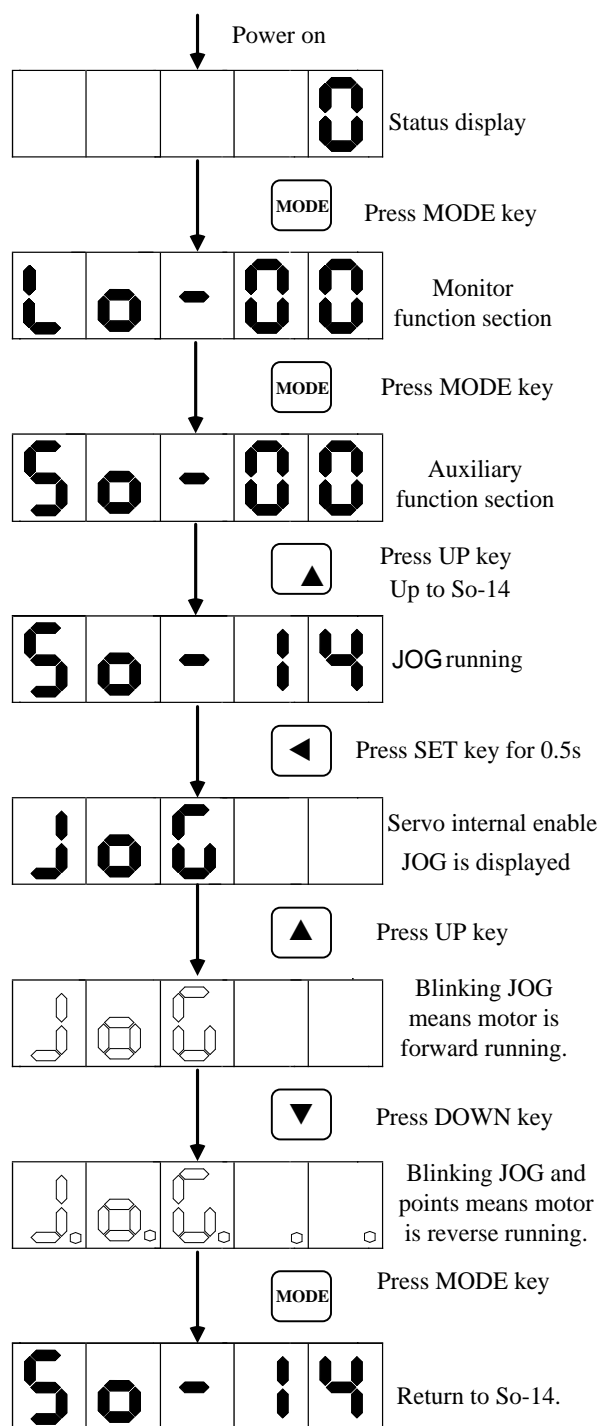 Power on
0
Status display
MODE
Press MODE key
Lo-00
Monitor
function section
MODE
Press MODE key
So-00
Auxiliary
function section
▲
Press UP key
Up to So-14
So-14
JOG running
◀
Press SET key for 0.5s
JoG
Servo internal enable
JOG is displayed
▲
Press UP key
JoG
Blinking JOG
means motor is
forward running.
▼
Press DOWN key
J.o.G. . .
Blinking JOG and
points means motor
is reverse running.
MODE
Press MODE key
So-14
Return to So-14.